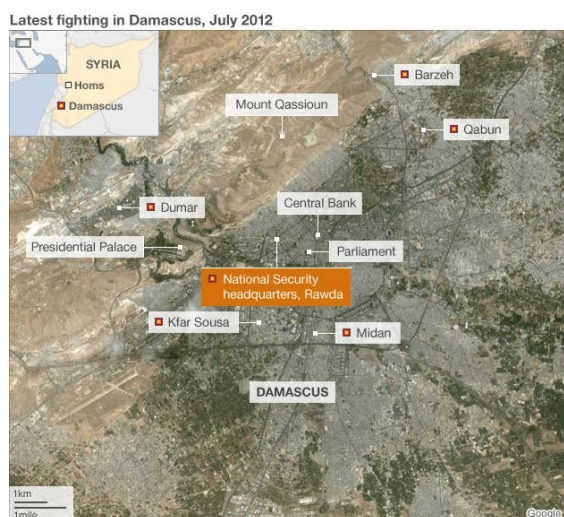 Latest fighting in Damascus, July 2012
SYRIA
Homs
Damascus
Barzeh
Mount Qassioun
Qabun
Dumar
Central Bank
Presidential Palace
Parliament
National Security
headquarters, Rawda
Kfar Sousa
Midan
DAMASCUS
1km
1mile
Google